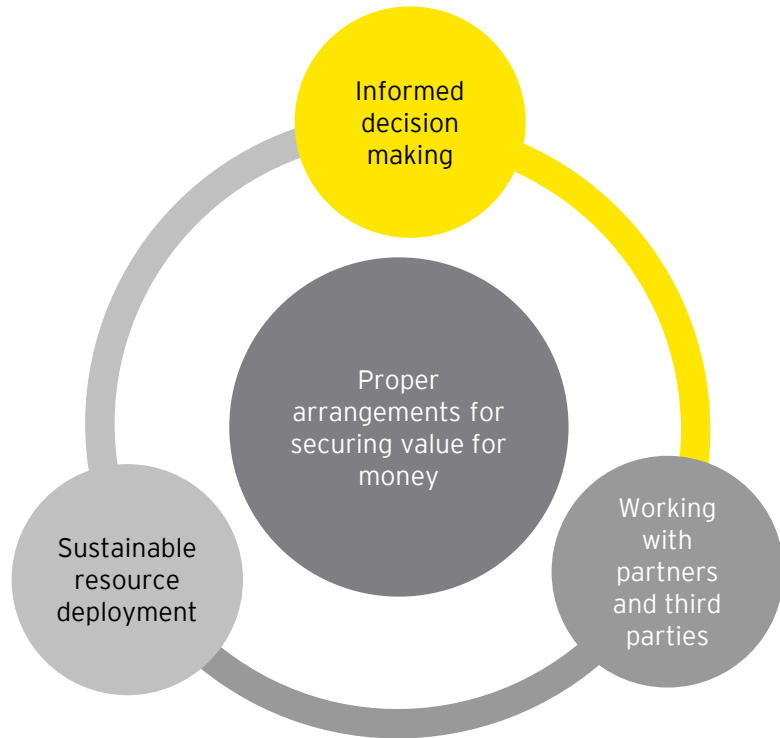 Informed
decision
making
Proper
arrangements for
securing value for
money
Sustainable
resource
deployment
Working
with
partners
and third
parties